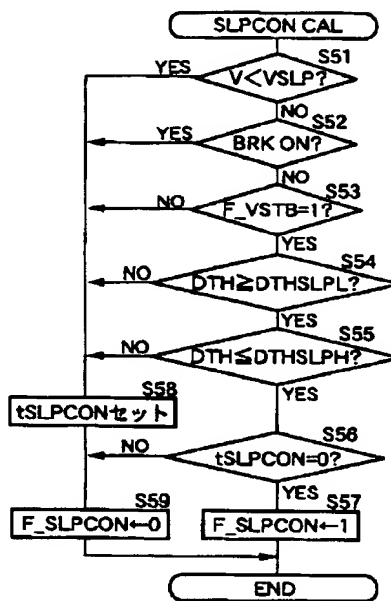 SLPCON CAL
S51
YES
V<VSLP?
NO
S52
YES
BRK ON?
NO
S53
NO
F_VSTB=1?
YES
S54
NO
DTH≧DTHSLPL?
YES
S55
NO
DTH≦DTHSLPH?
S58
YES
tSLPCONセット
S56
NO
tSLPCON=0?
S59
YES
S57
F_SLPCON←0
F_SLPCON←1
END